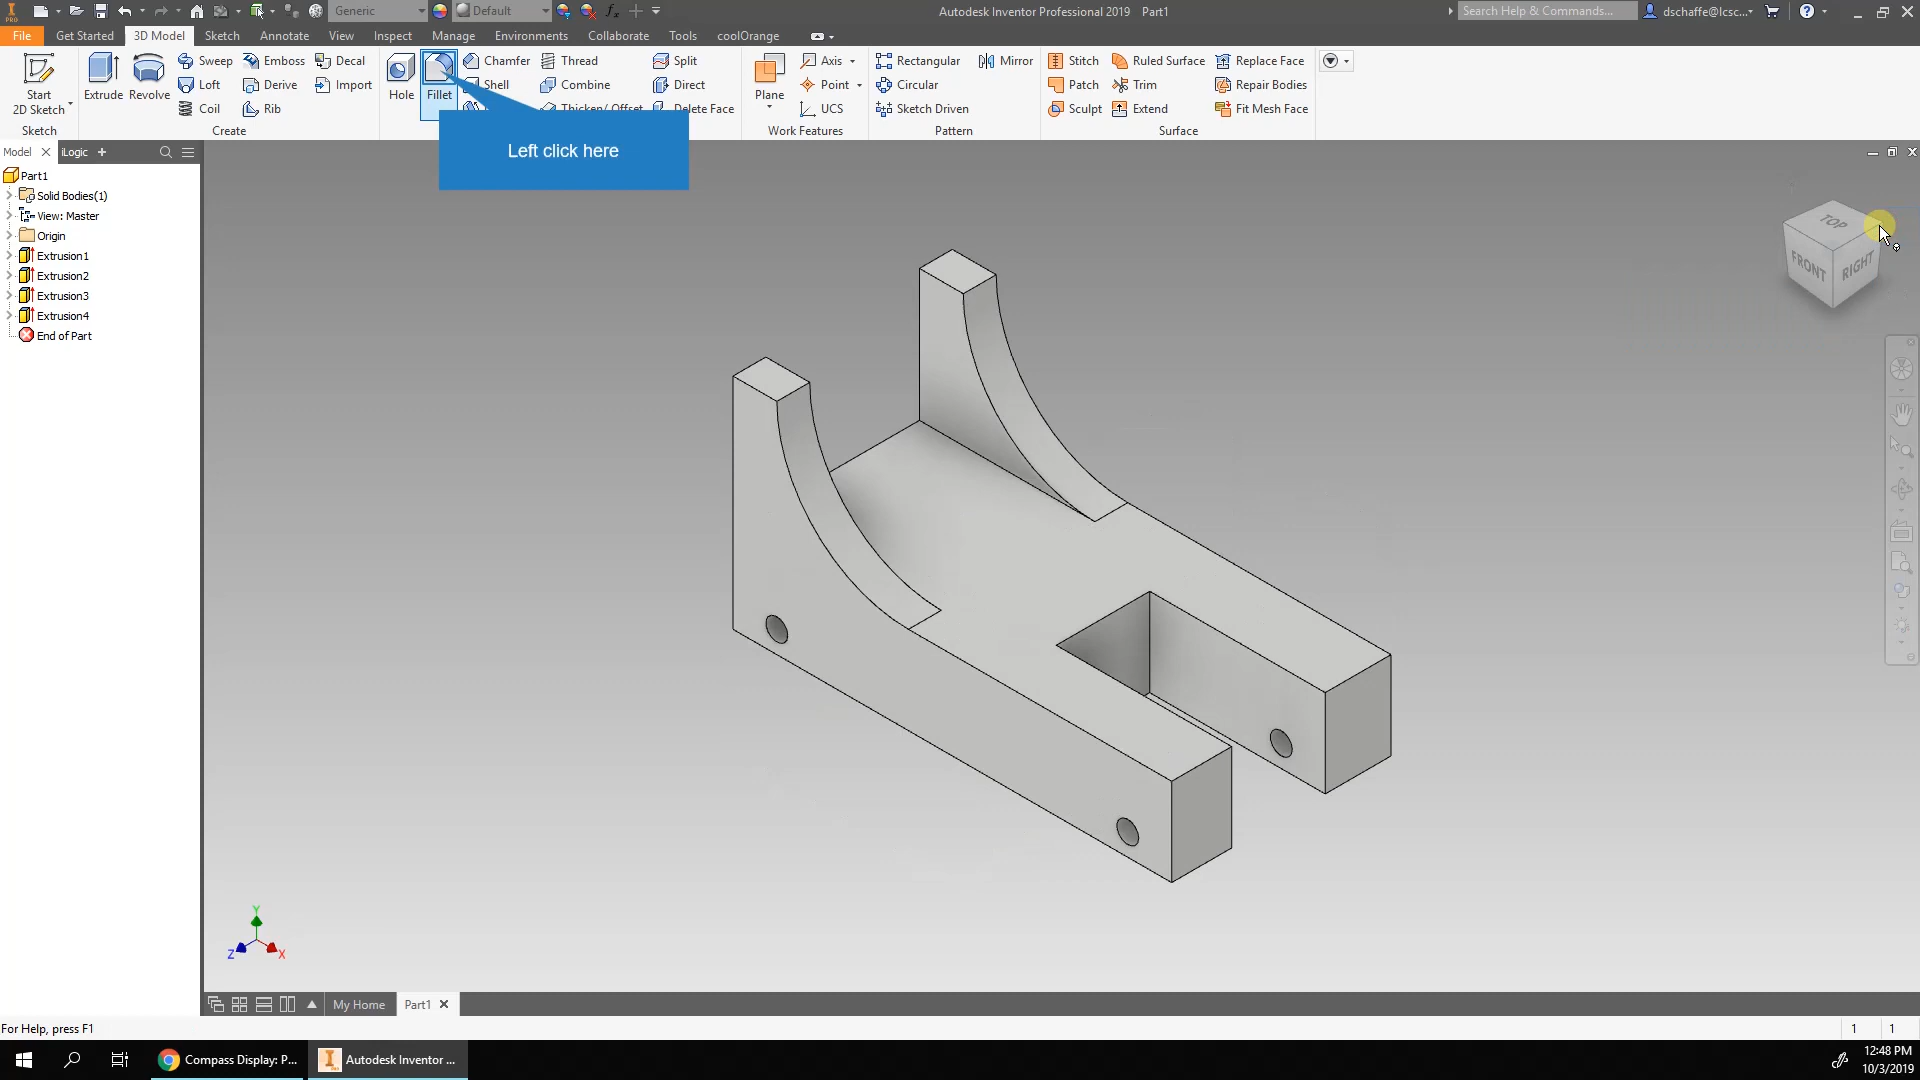 PRO Generic Default Autodesk Inventor Professional 2019 Part1 Search Help & Commands... dschaffe@lcsc...
File Get Started 3D Model Sketch Annotate View Inspect Manage Environments Collaborate Tools coolOrange
Sweep Emboss Decal Chamfer Thread Split Axis Rectangular Mirror Stitch Ruled Surface Replace Face
Start Extrude Revolve Loft Derive Import Hole Fillet Shell Combine Direct Plane Point Circular Patch Trim Repair Bodies
2D Sketch Coil Rib Thicken/ Offset Delete Face UCS Sketch Driven Sculpt Extend Fit Mesh Face
Sketch Create Work Features Pattern Surface
Left click here
Model iLogic
Part1
Solid Bodies(1)
View: Master
Origin
Extrusion1
Extrusion2
Extrusion3
Extrusion4
End of Part
TOP
FRONT RIGHT
Y
Z X
My Home Part1
For Help, press F1 1 1
Compass Display: P... Autodesk Inventor ... 12:48 PM
10/3/2019